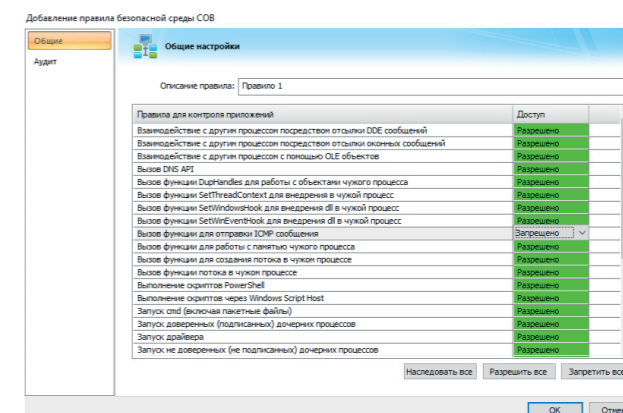 Добавление правила безопасной среды СОВ
Общие
Аудит
Общие настройки
Описание правила: Правило 1
Правила для контроля приложений Доступ
Взаимодействие с другим процессом посредством отсылки DDE сообщений Разрешено
Взаимодействие с другим процессом посредством отсылки оконных сообщений Разрешено
Взаимодействие с другим процессом с помощью OLE объектов Разрешено
Вызов DNS API Разрешено
Вызов функции DupHandles для работы с объектами чужого процесса Разрешено
Вызов функции SetThreadContext для внедрения в чужой процесс Разрешено
Вызов функции SetWindowsHook для внедрения dll в чужой процесс Разрешено
Вызов функции SetWinEventHook для внедрения dll в чужой процесс Разрешено
Вызов функции для отправки ICMP сообщения Запрещено
Вызов функции для работы с памятью чужого процесса Разрешено
Вызов функции для создания потока в чужом процессе Разрешено
Вызов функции потока в чужом процессе Разрешено
Выполнение скриптов PowerShell Разрешено
Выполнение скриптов через Windows Script Host Разрешено
Запуск cmd (включая пакетные файлы) Разрешено
Запуск доверенных (подписанных) дочерних процессов Разрешено
Запуск драйвера Разрешено
Запуск не доверенных (не подписанных) дочерних процессов Разрешено
Наследовать все Разрешить все Запретить все
OK Отме